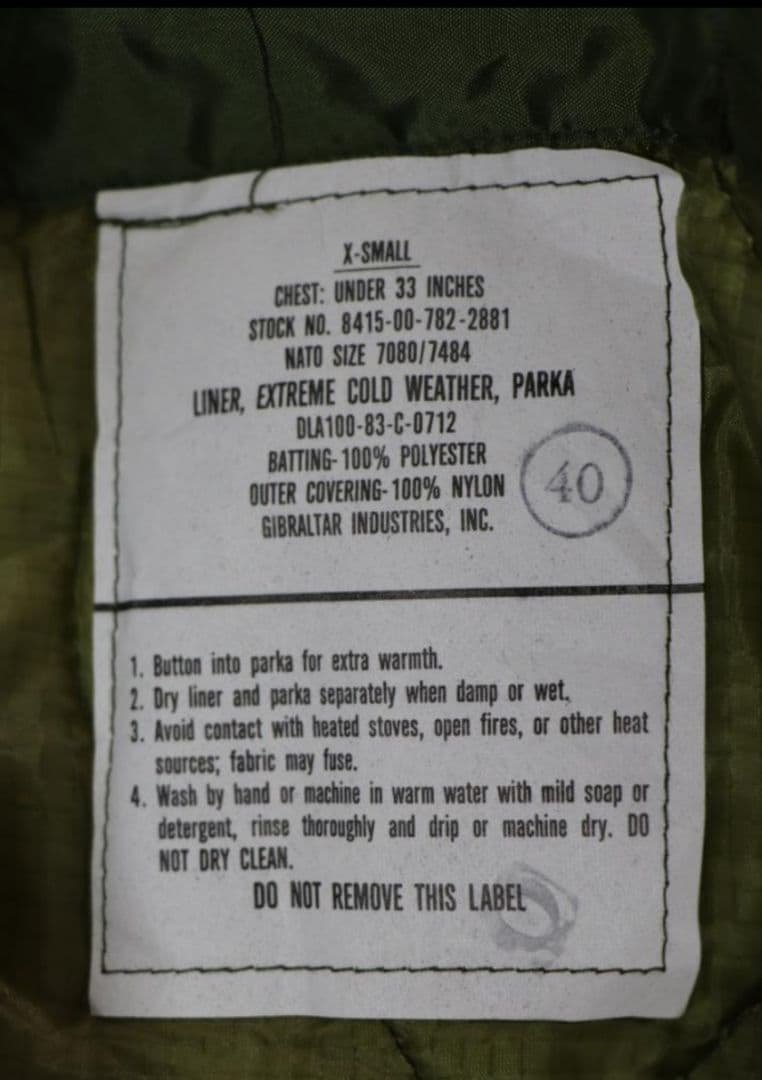 X-SMALL
CHEST: UNDER 33 INCHES
STOCK NO. 8415-00-782-2881
NATO SIZE 7080/7484
LINER, EXTREME COLD WEATHER, PARKA
DLA100-83-C-0712
BATTING-100% POLYESTER
OUTER COVERING-100% NYLON
GIBRALTAR INDUSTRIES, INC.
40
1. Button into parka for extra warmth.
2. Dry liner and parka separately when damp or wet.
3. Avoid contact with heated stoves, open fires, or other heat
sources; fabric may fuse.
4. Wash by hand or machine in warm water with mild soap or
detergent, rinse thoroughly and drip or machine dry. DO
NOT DRY CLEAN.
DO NOT REMOVE THIS LABEL